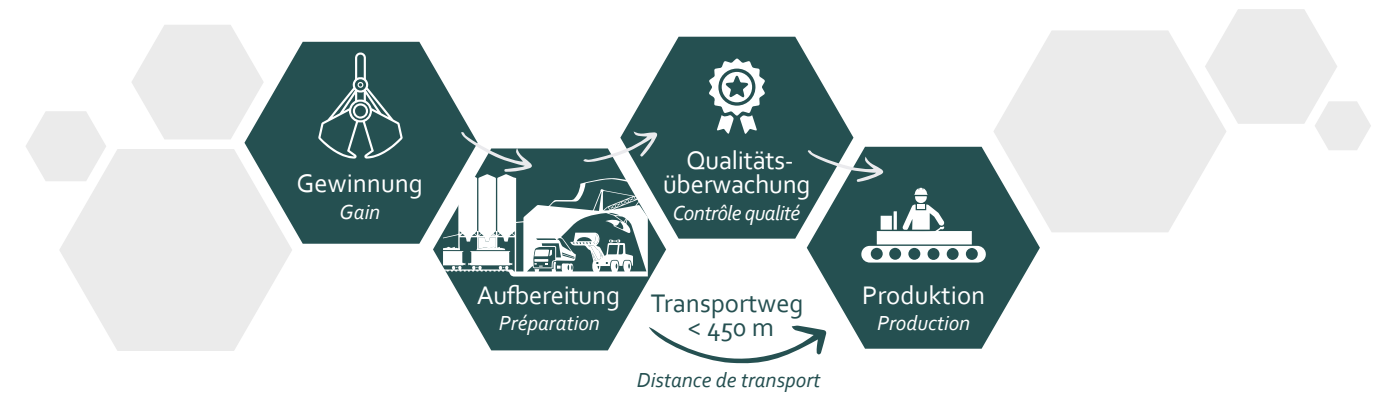 Gewinnung
Gain
Aufbereitung
Préparation
Qualitäts-
überwachung
Contrôle qualité
Produktion
Production
Transportweg
< 450 m
Distance de transport